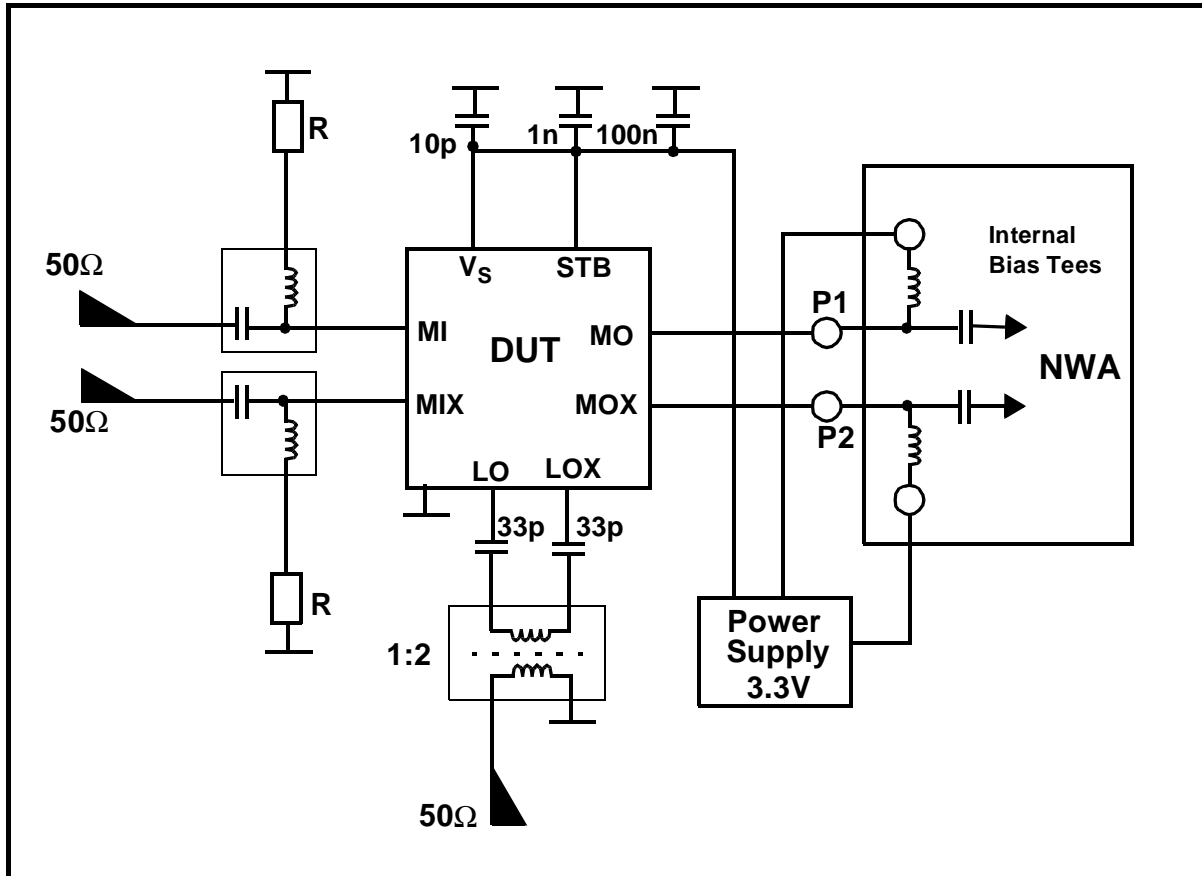 R
10p
1n
100n
50Ω
50Ω
V_S
STB
MI
MIX
DUT
MO
MOX
LO
LOX
P1
P2
Internal
Bias Tees
NWA
33p
33p
R
1:2
50Ω
Power
Supply
3.3V